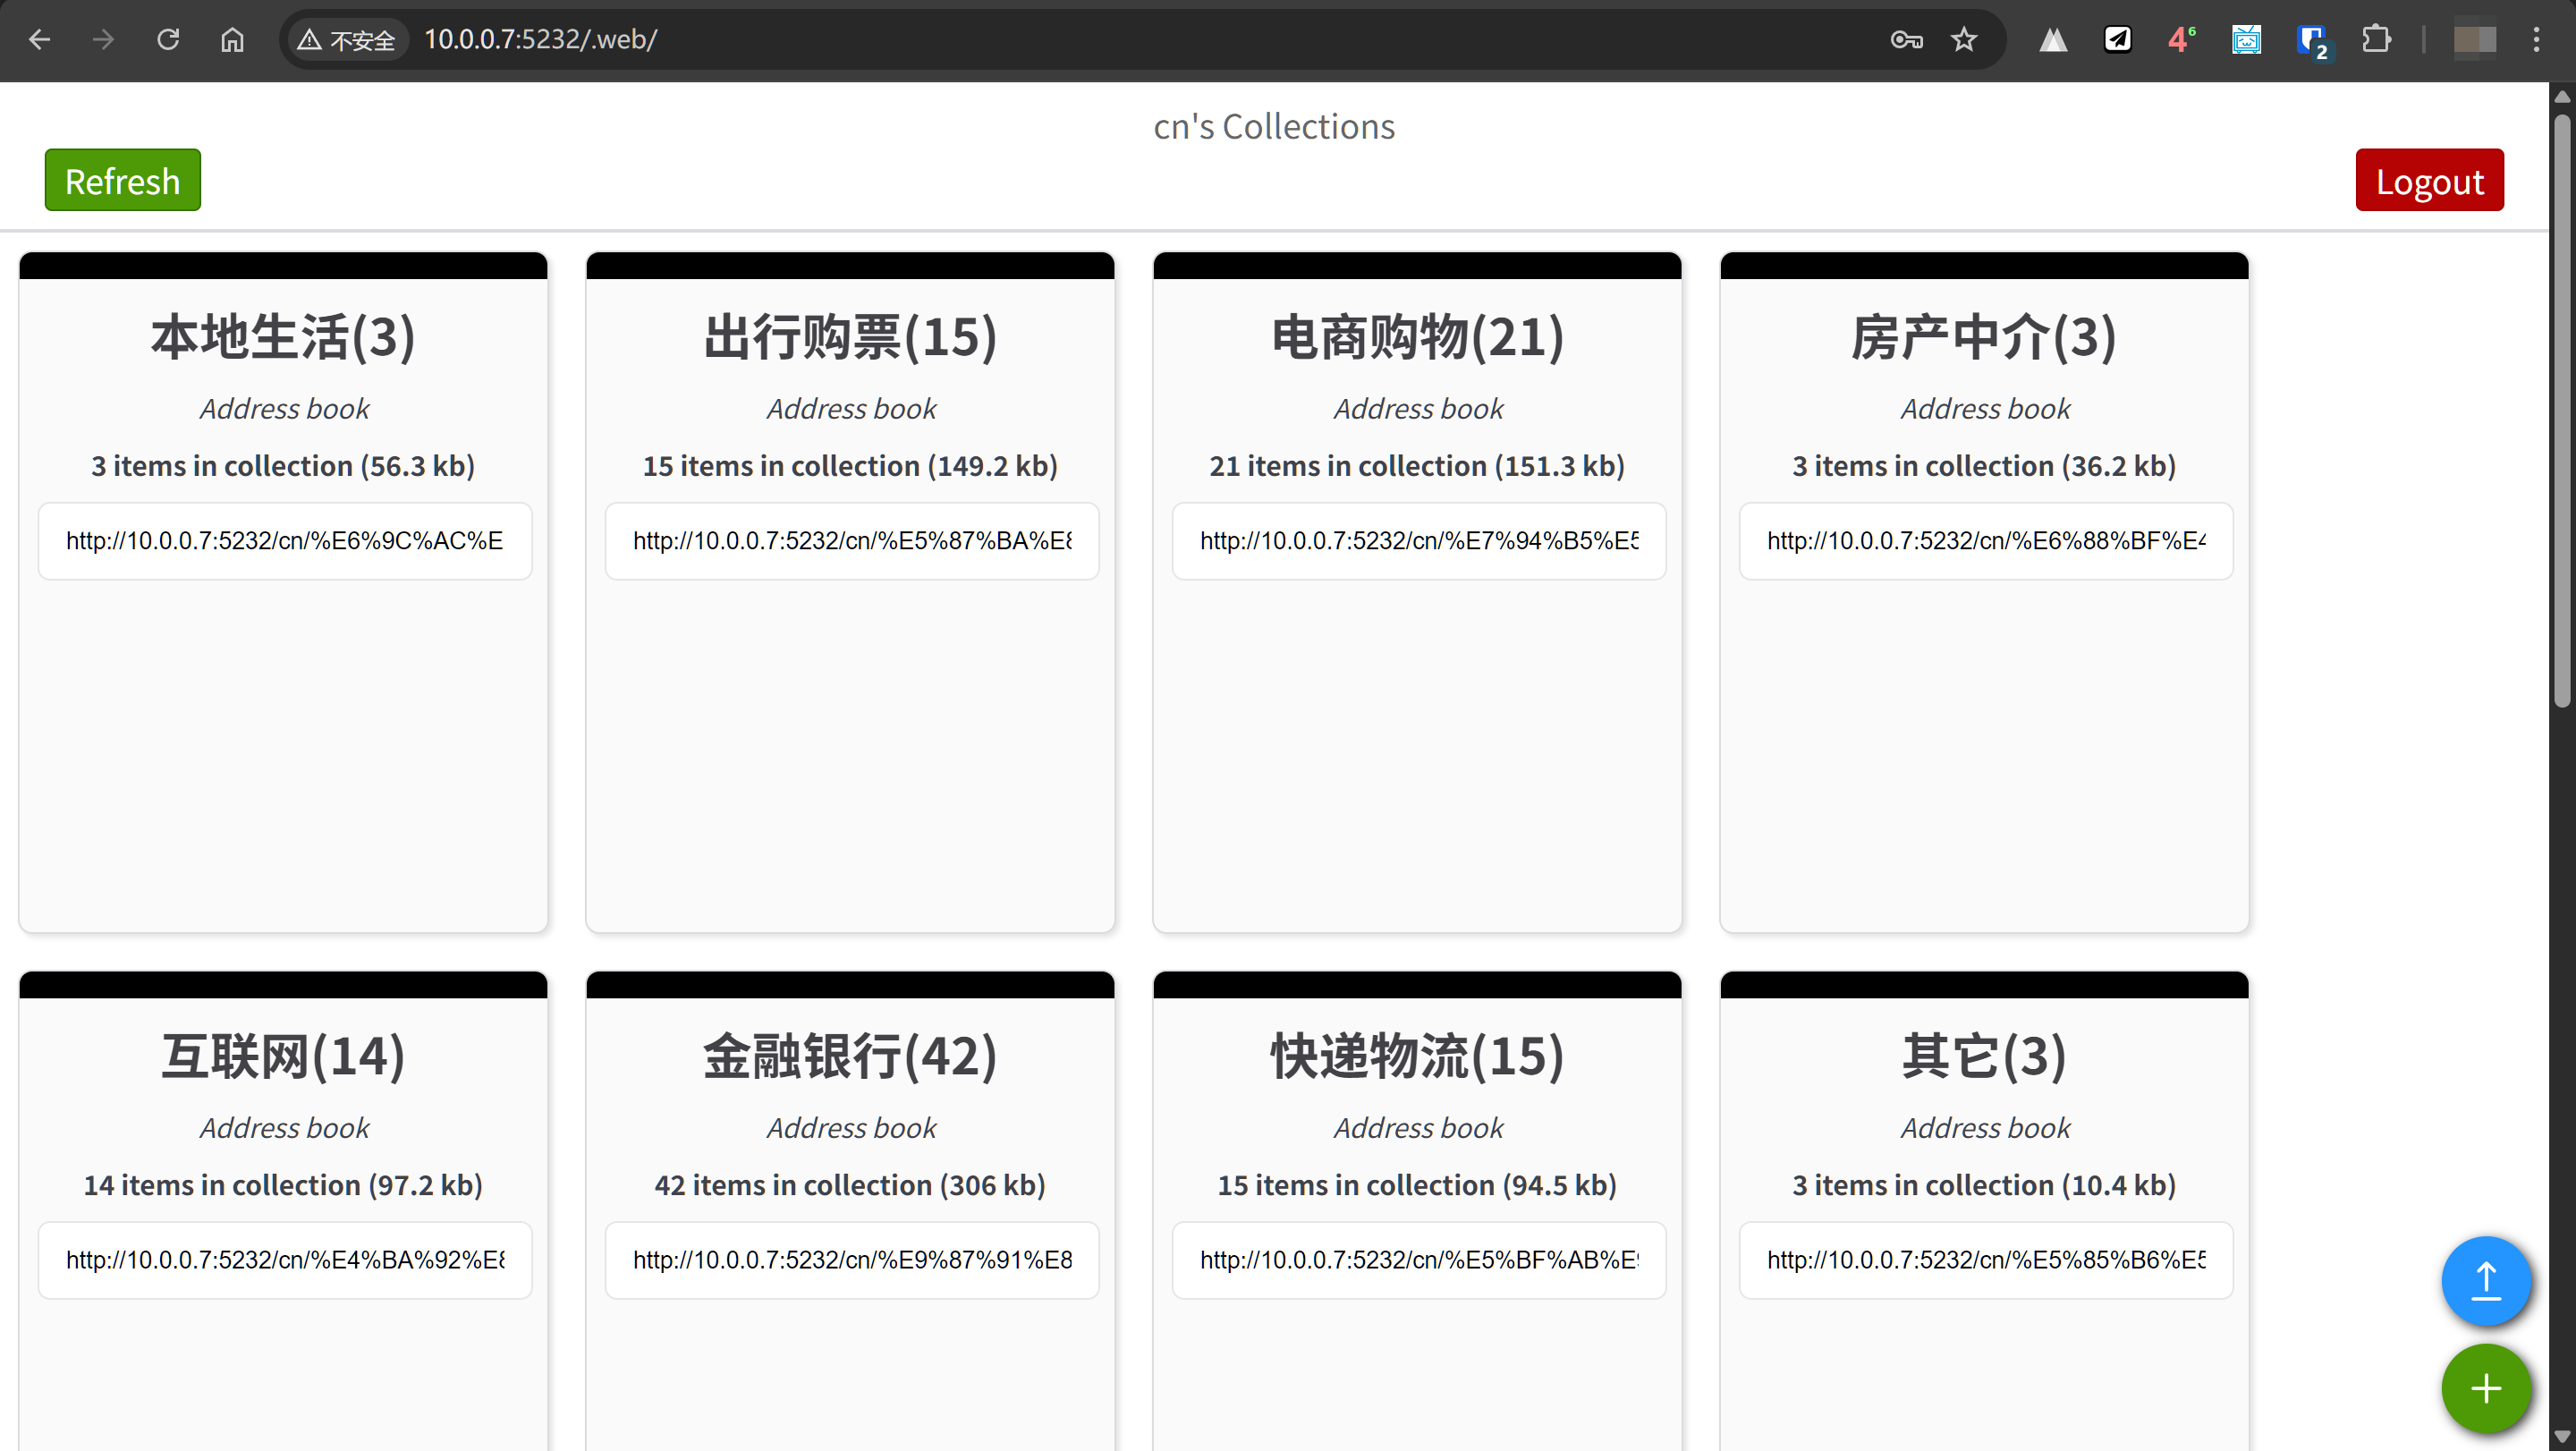 不安全 10.0.0.7:5232/.web/
4 6
2
cn's Collections
Refresh
Logout
本地生活(3)
Address book
3 items in collection (56.3 kb)
http://10.0.0.7:5232/cn/%E6%9C%AC%E
出行购票(15)
Address book
15 items in collection (149.2 kb)
http://10.0.0.7:5232/cn/%E5%87%BA%E8
电商购物(21)
Address book
21 items in collection (151.3 kb)
http://10.0.0.7:5232/cn/%E7%94%B5%E5
房产中介(3)
Address book
3 items in collection (36.2 kb)
http://10.0.0.7:5232/cn/%E6%88%BF%E4
互联网(14)
Address book
14 items in collection (97.2 kb)
http://10.0.0.7:5232/cn/%E4%BA%92%E8
金融银行(42)
Address book
42 items in collection (306 kb)
http://10.0.0.7:5232/cn/%E9%87%91%E8
快递物流(15)
Address book
15 items in collection (94.5 kb)
http://10.0.0.7:5232/cn/%E5%BF%AB%E9
其它(3)
Address book
3 items in collection (10.4 kb)
http://10.0.0.7:5232/cn/%E5%85%B6%E5